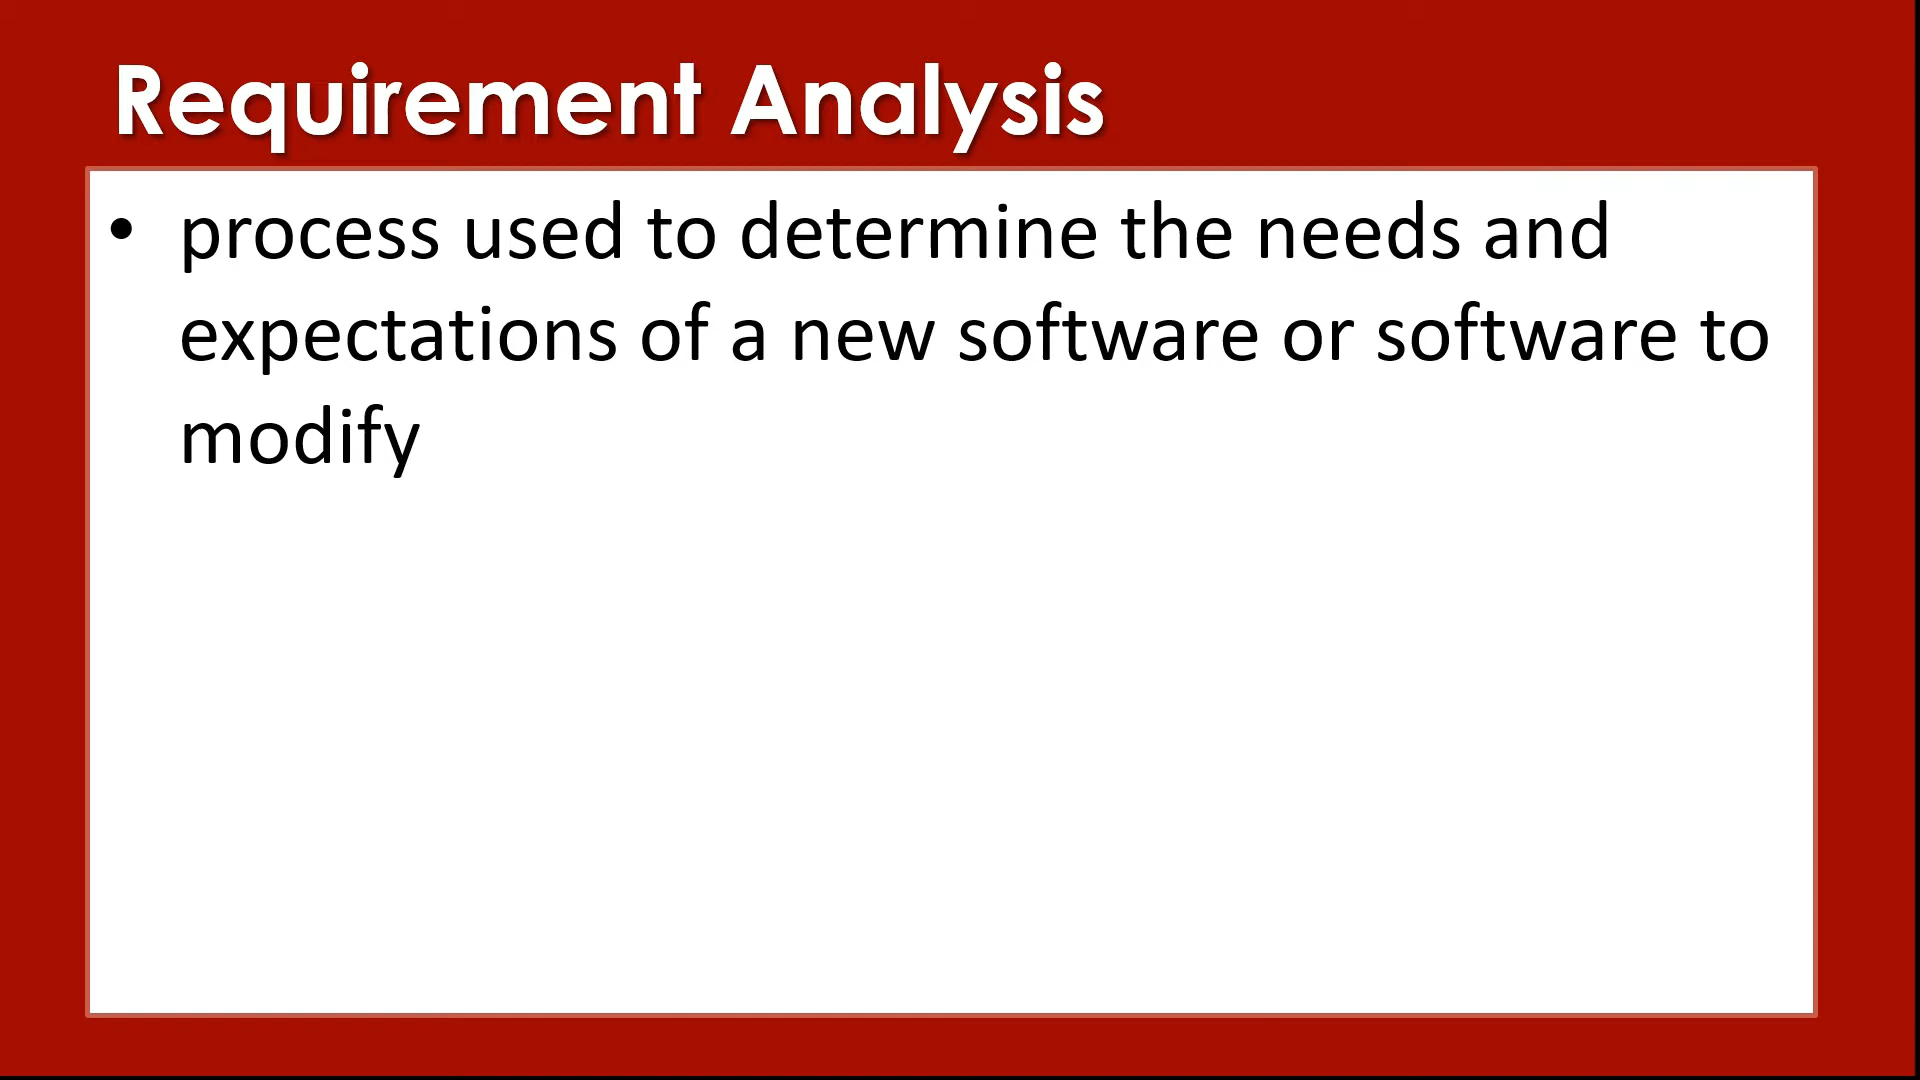 Requirement Analysis
• process used to determine the needs and
expectations of a new software or software to
modify